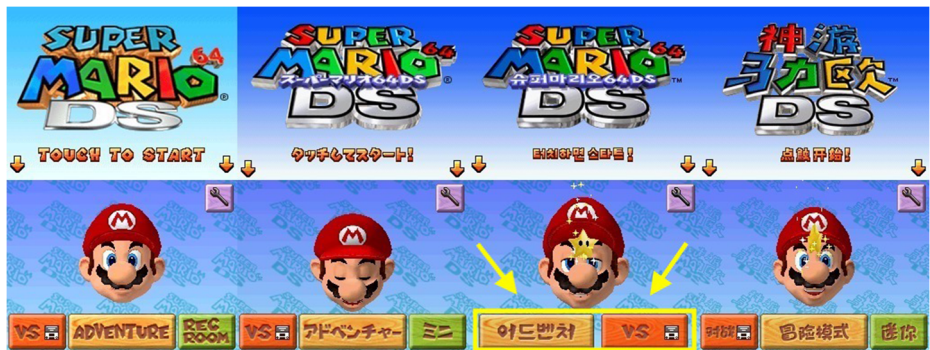 SUPER
MARIO 64
DS
®
TOUCH TO START
VS
ADVENTURE
REC
ROOM
SUPER
MARIO 64
スーパーマリオ64DS
®
DS
タッチしてスタート!
VS
アドベンチャー
ミニ
SUPER
MARIO 64
슈퍼마리오64DS
™
DS
터치하면 스타트!
어드벤처
VS
神游
马力欧
™
DS
点触开始!
对战
冒险模式
迷你